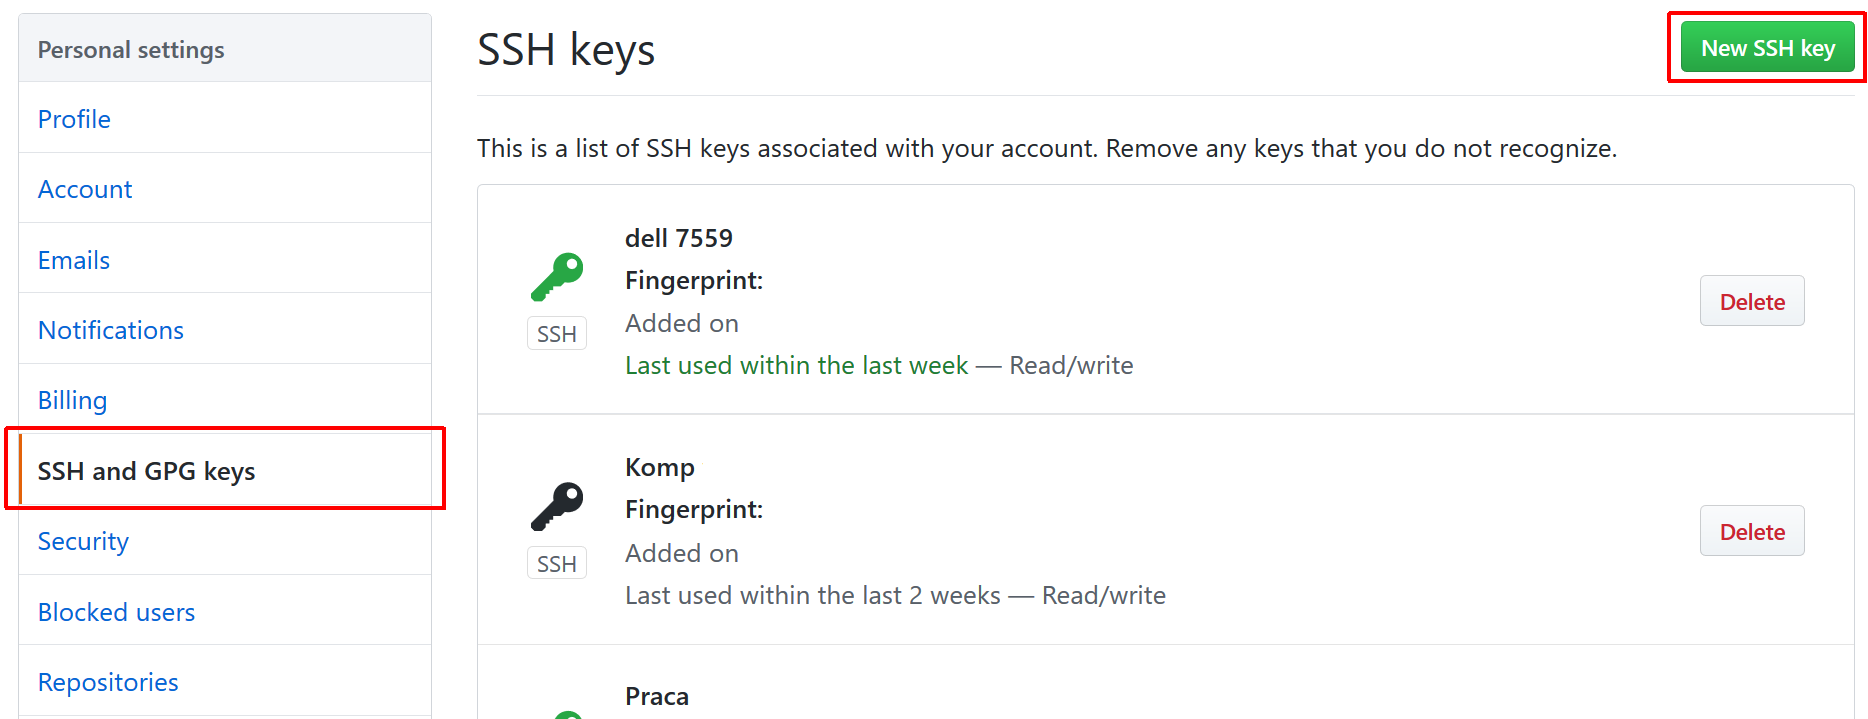 Personal settings
Profile
Account
Emails
Notifications
Billing
SSH and GPG keys
Security
Blocked users
Repositories
SSH keys
New SSH key
This is a list of SSH keys associated with your account. Remove any keys that you do not recognize.
dell 7559
Fingerprint:
Added on
Last used within the last week — Read/write
SSH
Delete
Komp
Fingerprint:
Added on
Last used within the last 2 weeks — Read/write
SSH
Delete
Praca